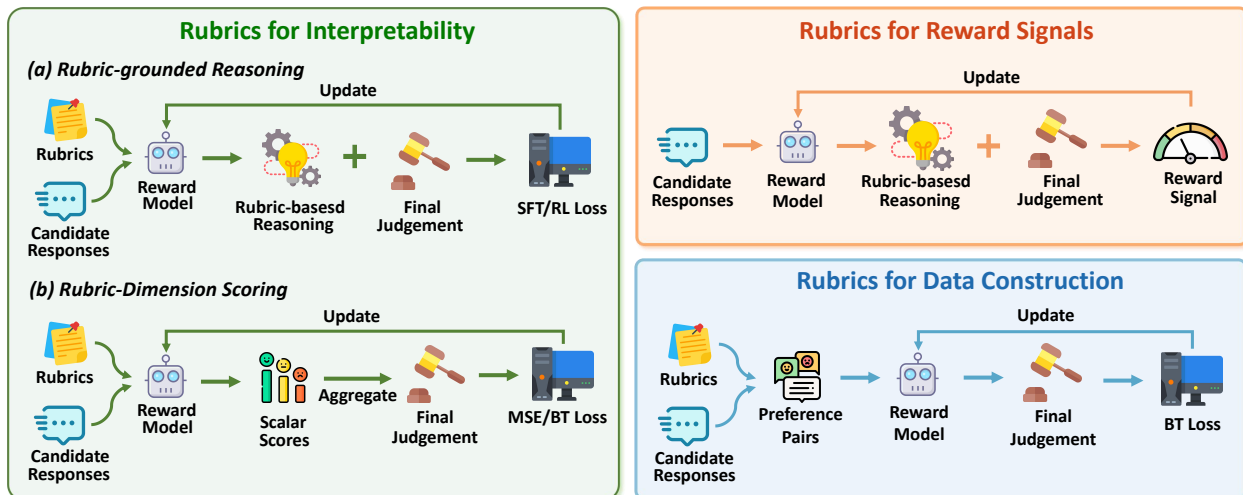 Rubrics for Interpretability
(a) Rubric-grounded Reasoning
Update
Rubrics
Candidate
Responses
Reward
Model
Rubric-basesd
Reasoning
Final
Judgement
SFT/RL Loss
(b) Rubric-Dimension Scoring
Update
Rubrics
Candidate
Responses
Reward
Model
Scalar
Scores
Aggregate
Final
Judgement
MSE/BT Loss
Rubrics for Reward Signals
Update
Candidate
Responses
Reward
Model
Rubric-basesd
Reasoning
Final
Judgement
Reward
Signal
Rubrics for Data Construction
Update
Rubrics
Candidate
Responses
Preference
Pairs
Reward
Model
Final
Judgement
BT Loss